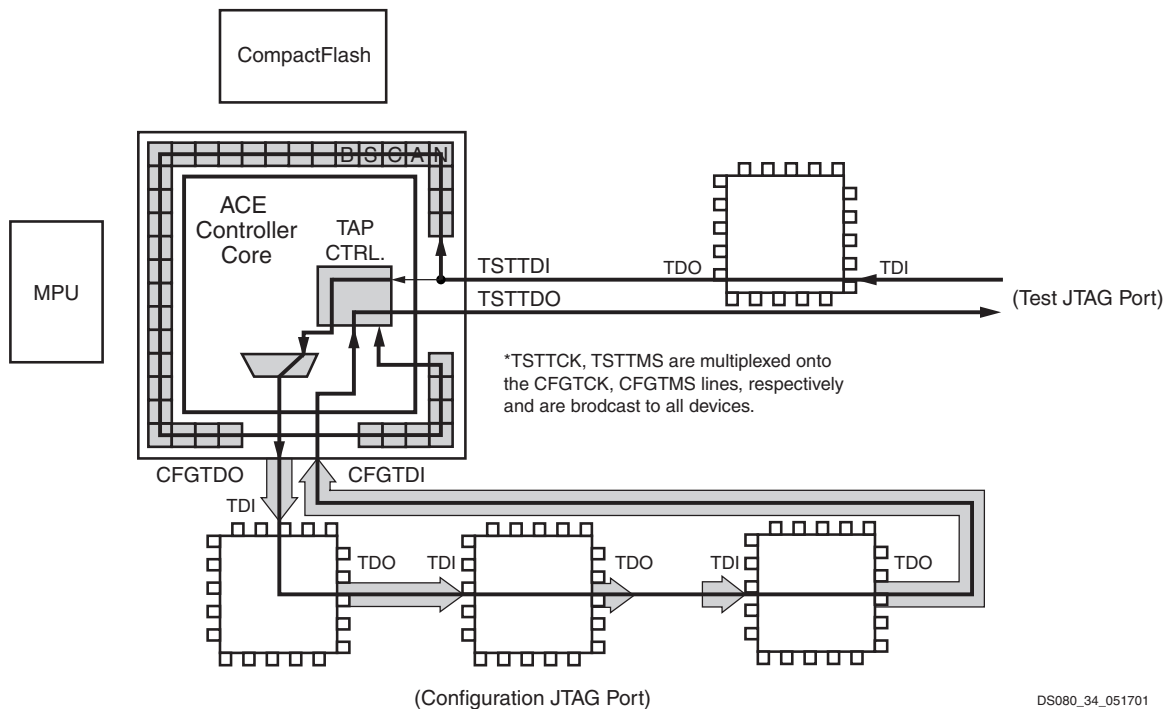 CompactFlash
BSCAN
ACE
Controller
Core
TAP
CTRL.
MPU
TSTTDI
TDO
TDI
TSTTDO
(Test JTAG Port)
*TSTTCK, TSTTMS are multiplexed onto
the CFGTCK, CFGTMS lines, respectively
and are brodcast to all devices.
CFGTDO
CFGTDI
TDI
TDO
TDI
TDO
TDI
TDO
(Configuration JTAG Port)
DS080_34_051701